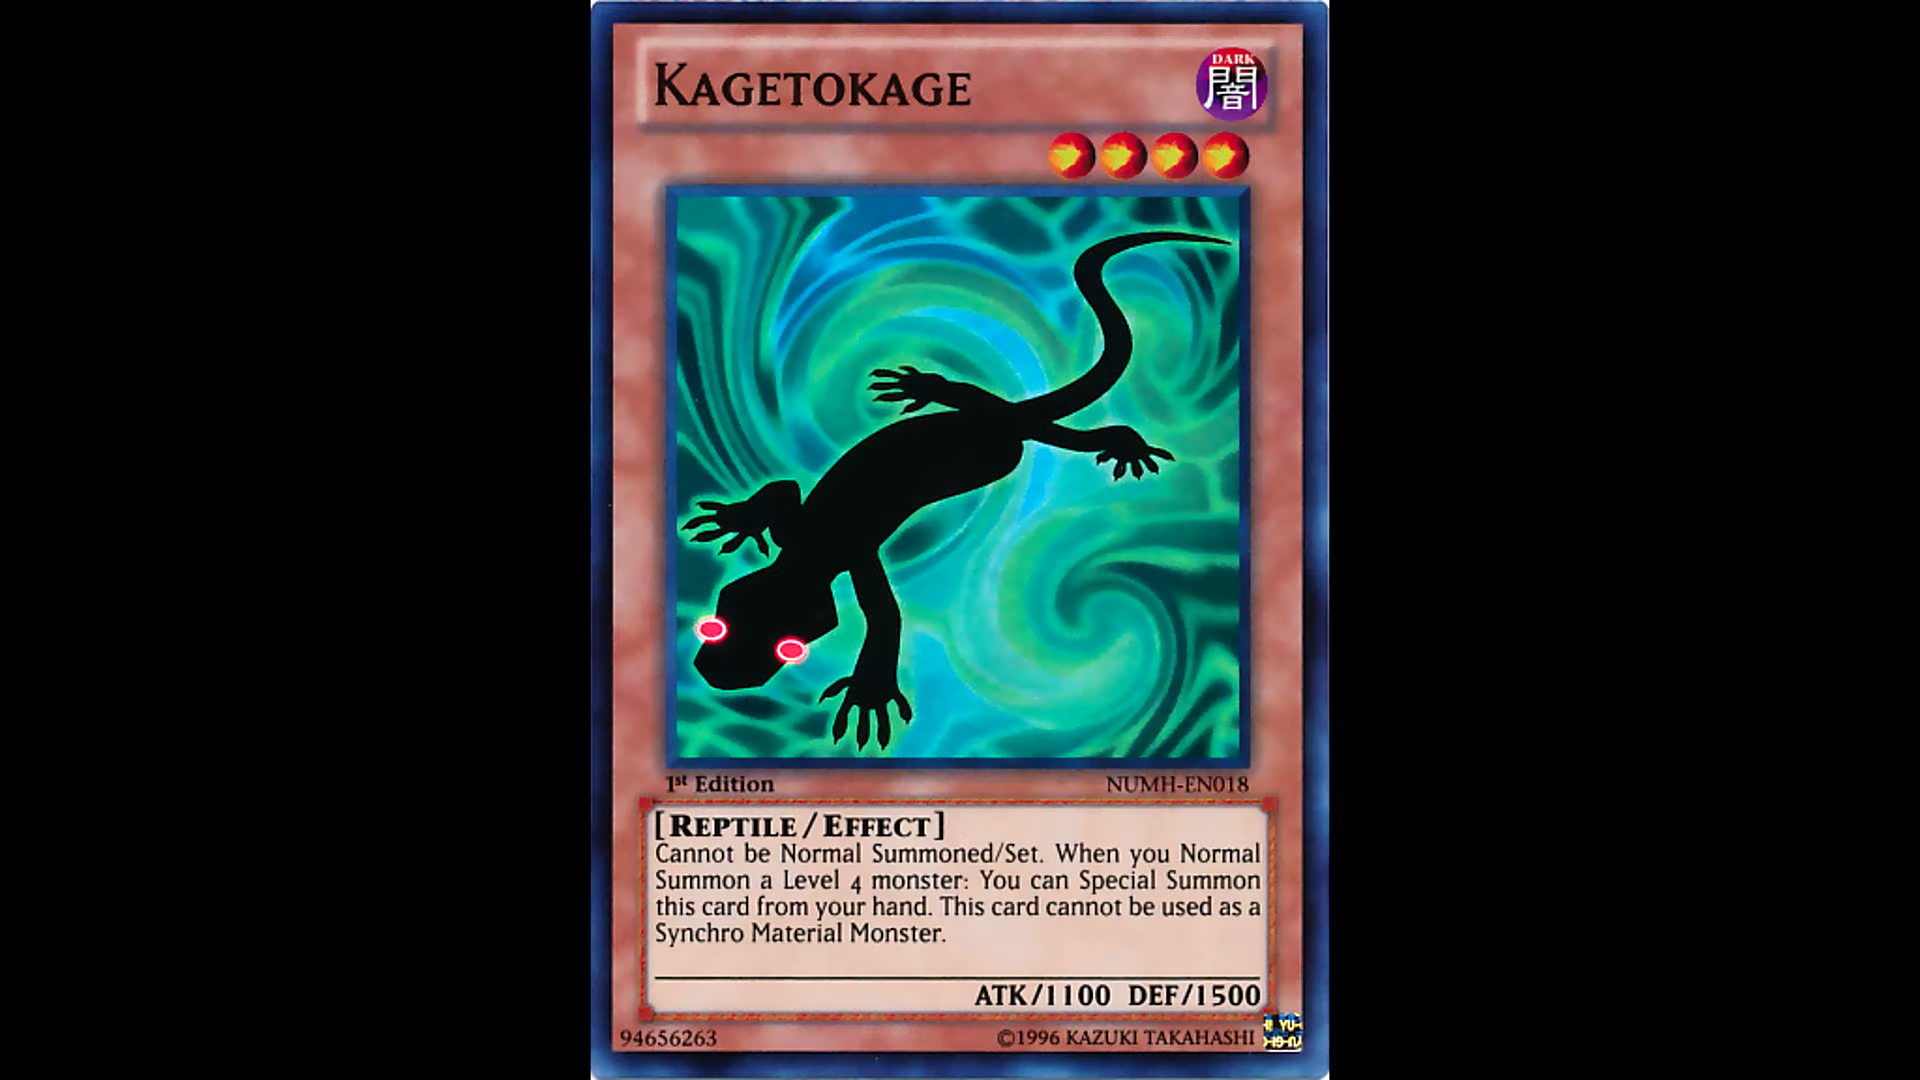 KAGETOKAGE
DARK
闇
1st Edition
NUMH-EN018
[REPTILE/EFFECT]
Cannot be Normal Summoned/Set. When you Normal
Summon a Level 4 monster: You can Special Summon
this card from your hand. This card cannot be used as a
Synchro Material Monster.
ATK/1100 DEF/1500
94656263
©1996 KAZUKI TAKAHASHI